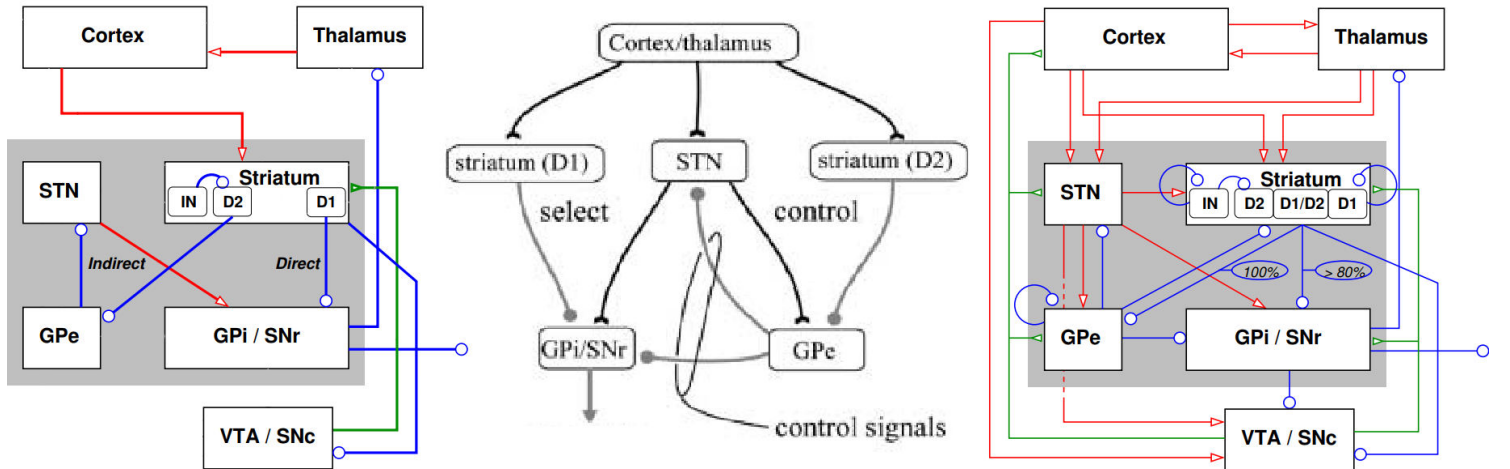 Cortex
Thalamus
STN
Striatum
IN
D2
D1
Indirect
Direct
GPe
GPi / SNr
VTA / SNc
Cortex/thalamus
striatum (D1)
STN
striatum (D2)
select
control
GPi/SNr
GPe
control signals
Cortex
Thalamus
STN
Striatum
IN
D2
D1/D2
D1
100%
> 80%
GPe
GPi / SNr
VTA / SNc